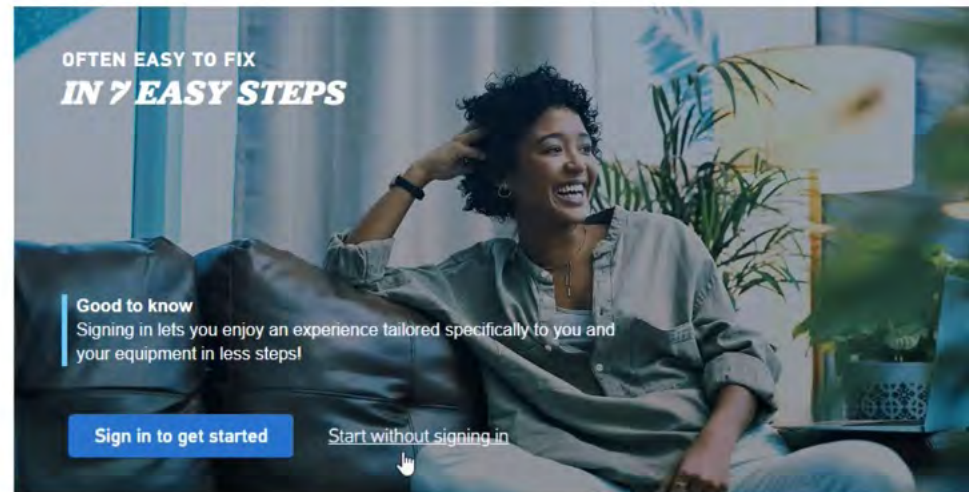 OFTEN EASY TO FIX
IN 7 EASY STEPS
Good to know
Signing in lets you enjoy an experience tailored specifically to you and
your equipment in less steps!
Sign in to get started
Start without signing in